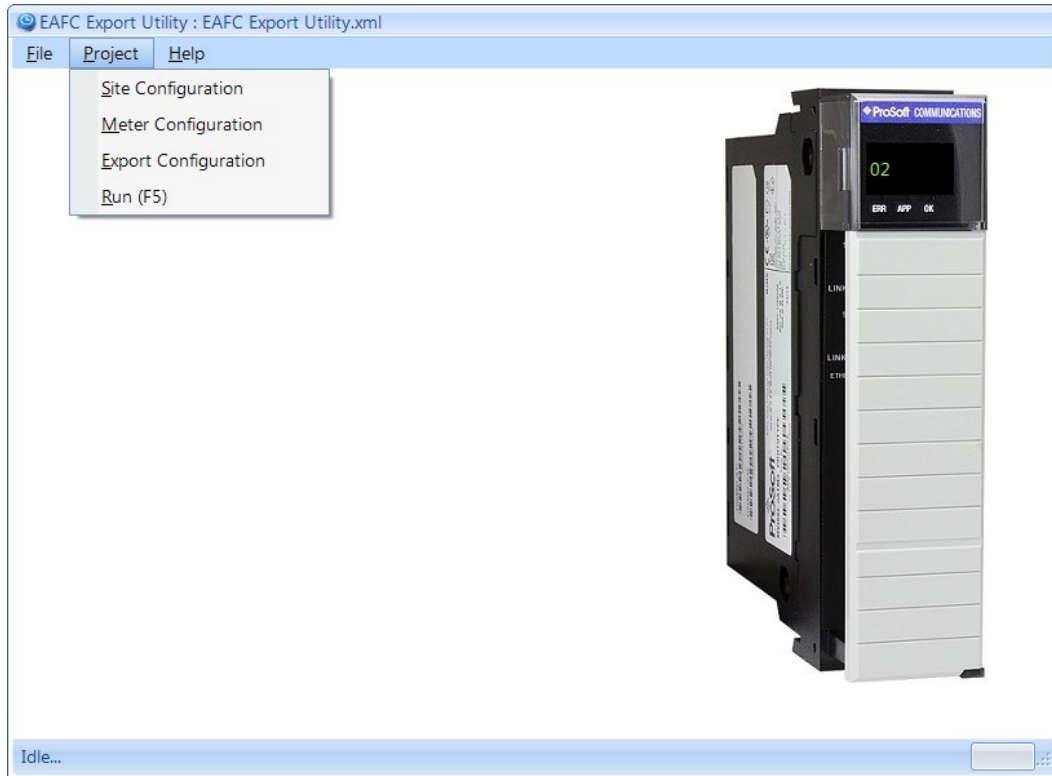 EAFC Export Utility : EAFC Export Utility.xml
File Project Help
Site Configuration
Meter Configuration
Export Configuration
Run (F5)
ProSoft COMMUNICATIONS
02
ERR APP OK
LINK
LINK
ProSoft
Idle...